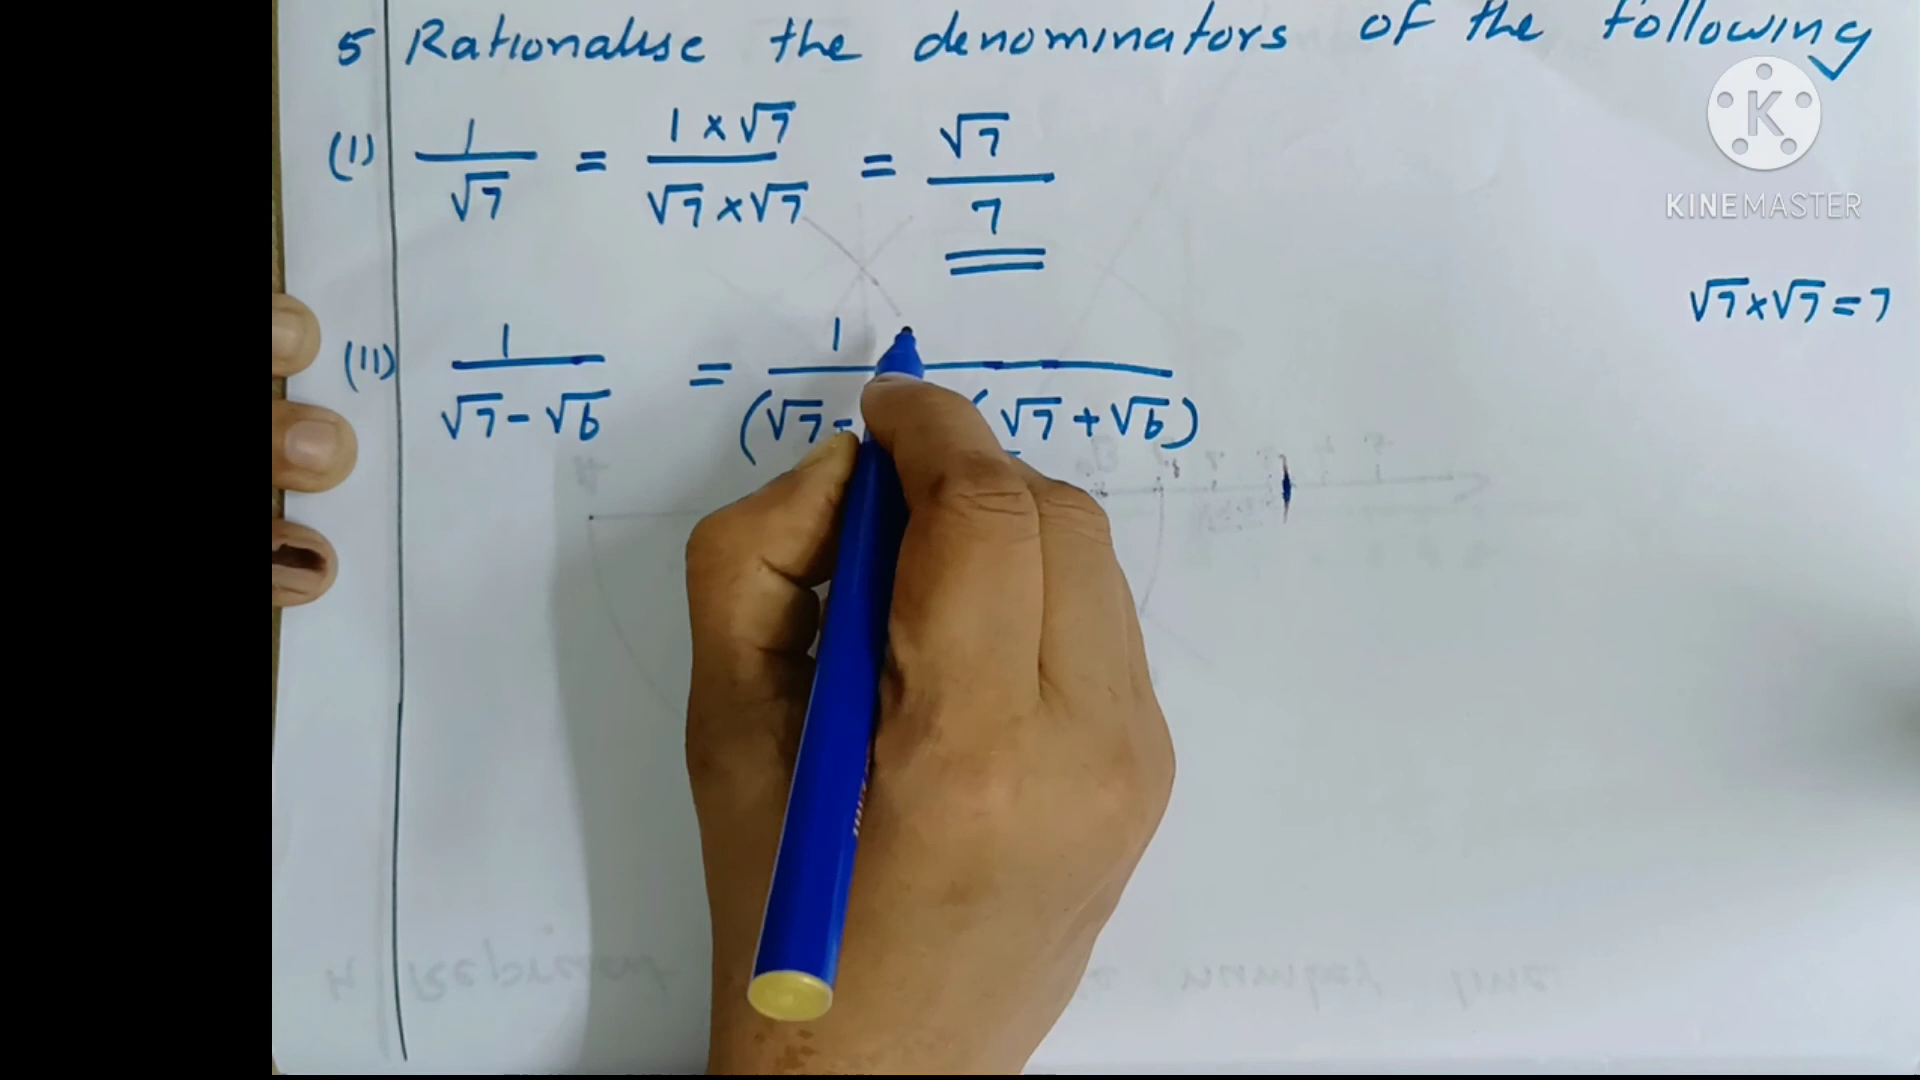 5 Rationalise the denominators of the following
(i) 1/√7 = 1×√7/√7×√7 = √7/7
KINEMASTER
√7×√7=7
(ii) 1/√7-√6 = 1/(√7- (√7+√6)